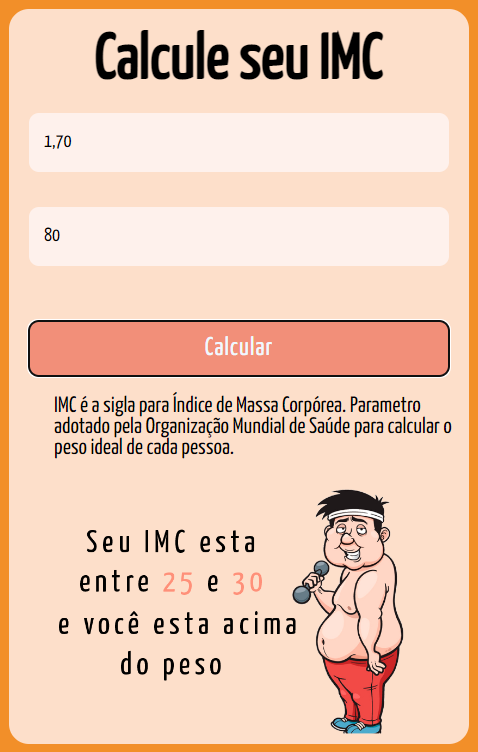 Calcule seu IMC
1,70
80
Calcular
IMC é a sigla para Índice de Massa Corpórea. Parametro
adotado pela Organização Mundial de Saúde para calcular o
peso ideal de cada pessoa.
Seu IMC esta
entre 25 e 30
e você esta acima
do peso